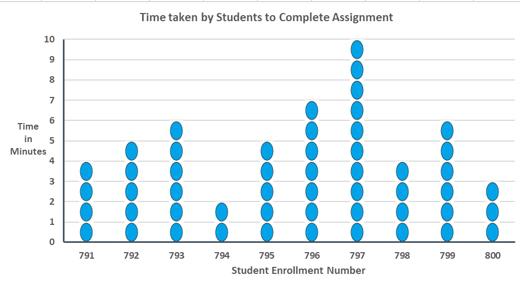 Time taken by Students to Complete Assignment
10
9
8
7
6
5
4
3
2
1
0
Time
in
Minutes
791 792 793 794 795 796 797 798 799 800
Student Enrollment Number